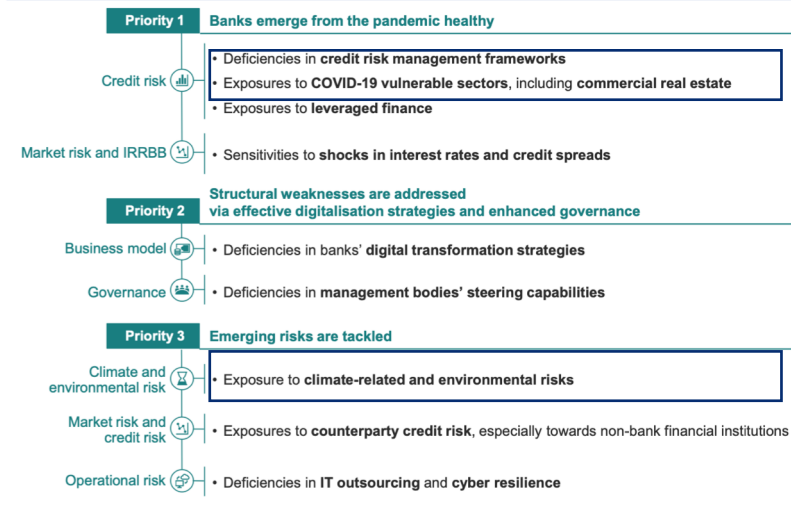 Priority 1 Banks emerge from the pandemic healthy
Credit risk
• Deficiencies in credit risk management frameworks
• Exposures to COVID-19 vulnerable sectors, including commercial real estate
• Exposures to leveraged finance
Market risk and IRRBB • Sensitivities to shocks in interest rates and credit spreads
Priority 2 Structural weaknesses are addressed
via effective digitalisation strategies and enhanced governance
Business model • Deficiencies in banks' digital transformation strategies
Governance • Deficiencies in management bodies' steering capabilities
Priority 3 Emerging risks are tackled
Climate and
environmental risk
• Exposure to climate-related and environmental risks
Market risk and
credit risk
• Exposures to counterparty credit risk, especially towards non-bank financial institutions
Operational risk • Deficiencies in IT outsourcing and cyber resilience